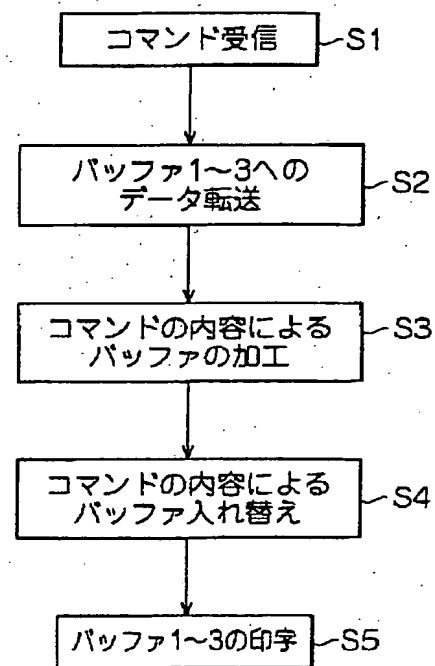 コマンド受信 S1
バッファ1~3への
データ転送 S2
コマンドの内容による
バッファの加工 S3
コマンドの内容による
バッファ入れ替え S4
バッファ1~3の印字 S5